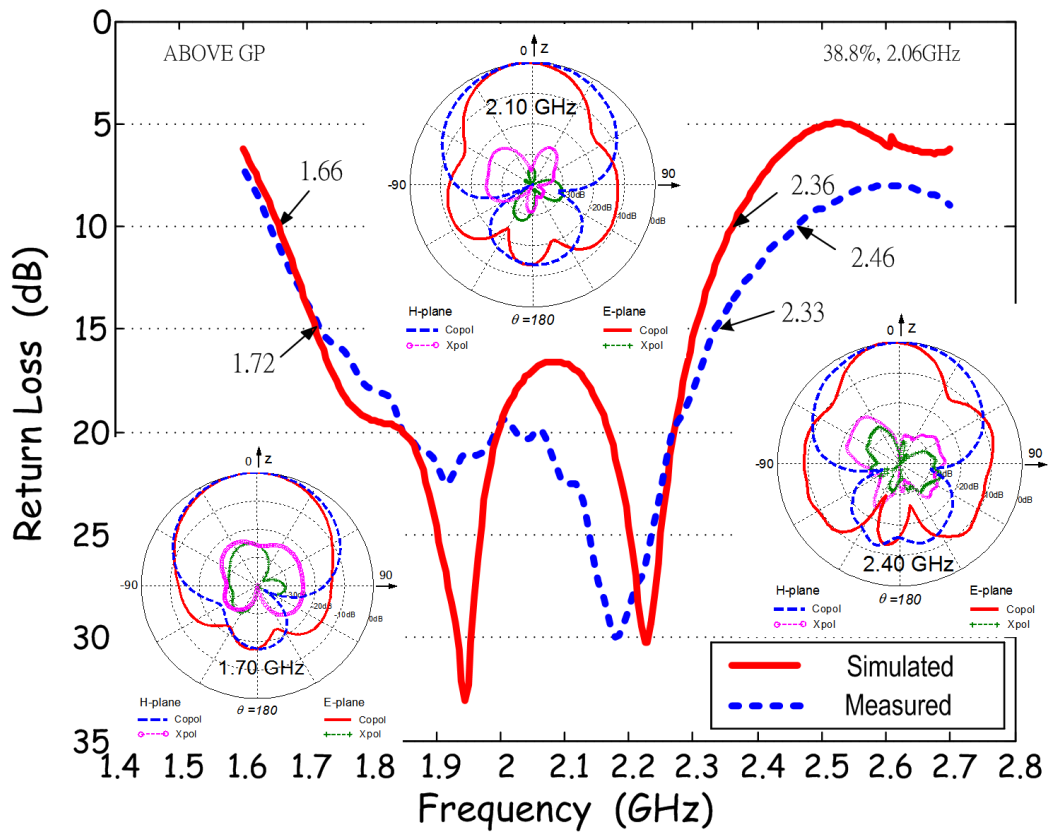 ABOVE GP
38.8%, 2.06GHz
Return Loss (dB)
0
5
10
15
20
25
30
35
1.4 1.5 1.6 1.7 1.8 1.9 2 2.1 2.2 2.3 2.4 2.5 2.6 2.7 2.8
Frequency (GHz)
1.66
1.72
2.36
2.46
2.33
0 z
2.10 GHz
-90
90
-20dB
-10dB
0dB
θ=180
H-plane
Copol
Xpol
E-plane
Copol
Xpol
0 z
1.70 GHz
-90
90
-20dB
-10dB
0dB
θ=180
H-plane
Copol
Xpol
E-plane
Copol
Xpol
0 z
2.40 GHz
-90
90
-20dB
-10dB
0dB
θ=180
H-plane
Copol
Xpol
E-plane
Copol
Xpol
Simulated
Measured